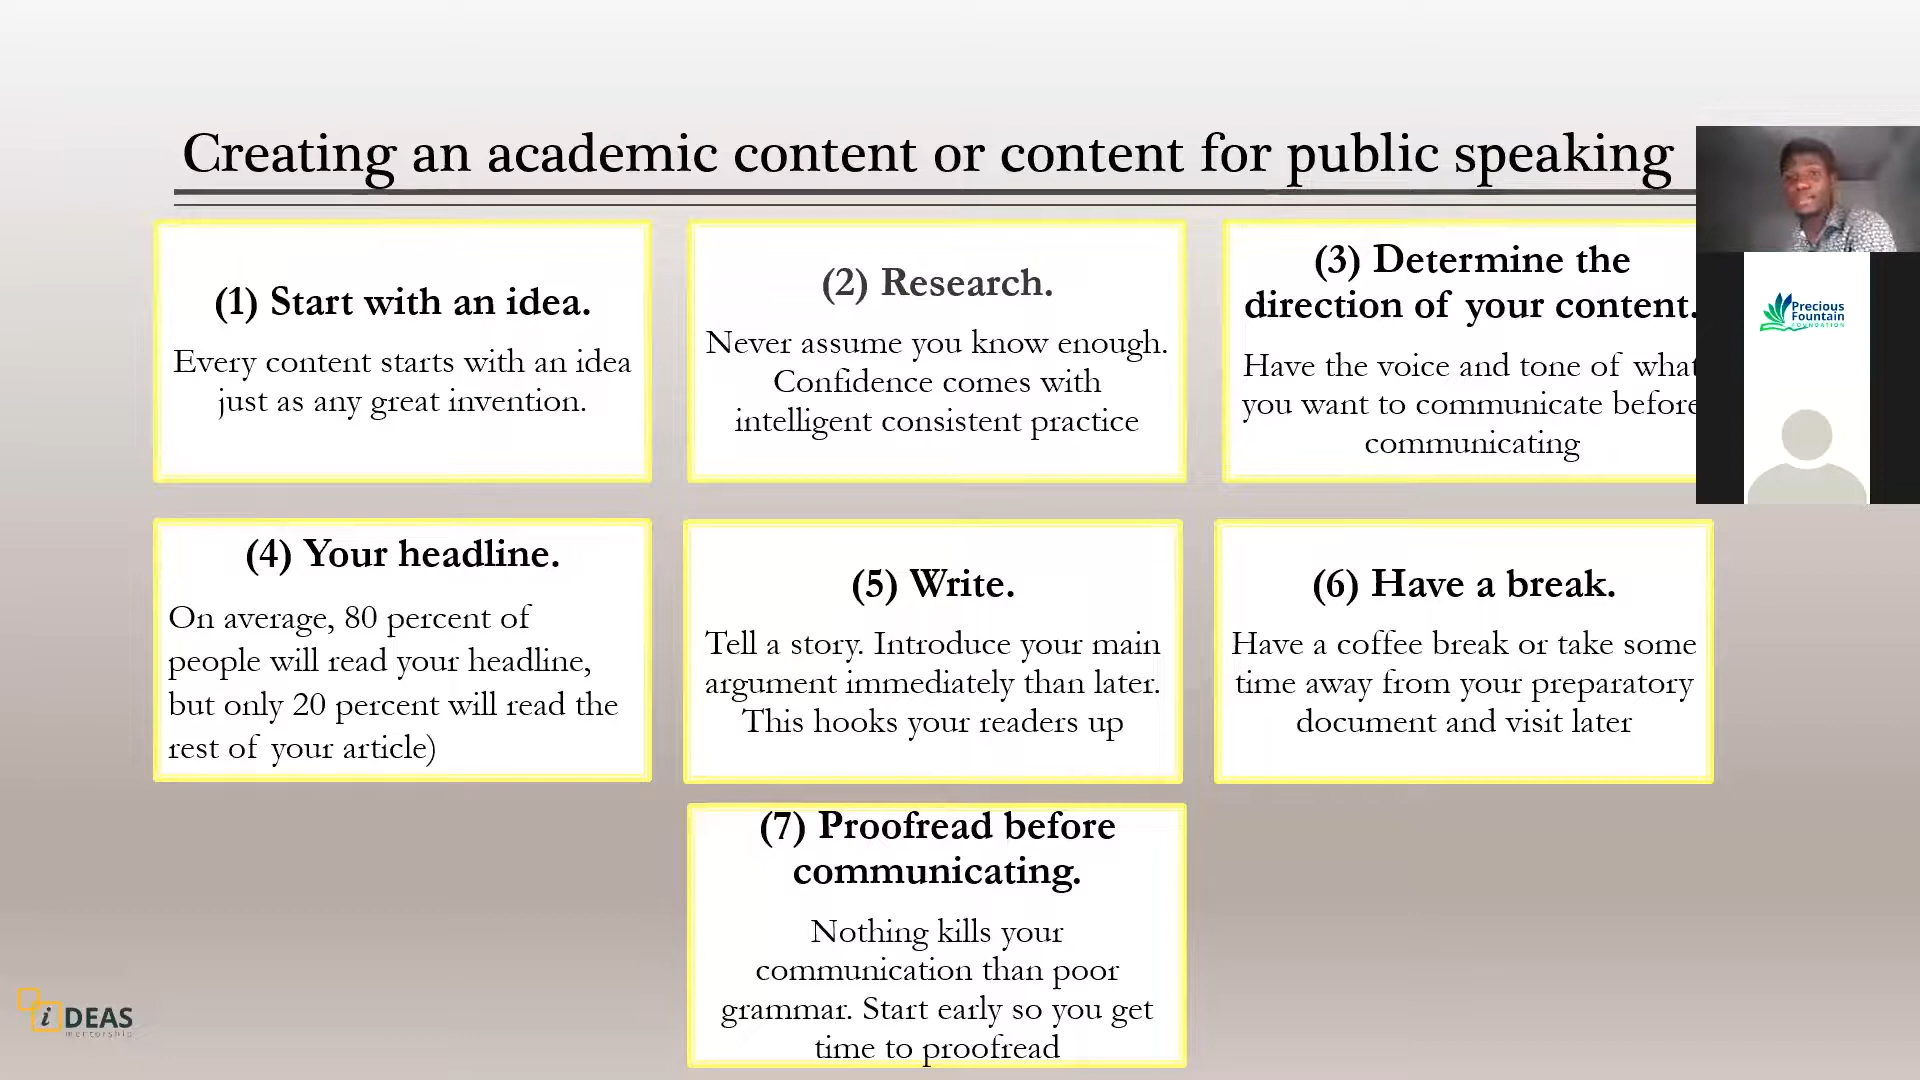 Creating an academic content or content for public speaking
(1) Start with an idea.
Every content starts with an idea
just as any great invention.
(2) Research.
Never assume you know enough.
Confidence comes with
intelligent consistent practice
(3) Determine the
direction of your content.
Have the voice and tone of what
you want to communicate before
communicating
Precious
Fountain
FOUNDATION
(4) Your headline.
On average, 80 percent of
people will read your headline,
but only 20 percent will read the
rest of your article)
(5) Write.
Tell a story. Introduce your main
argument immediately than later.
This hooks your readers up
(6) Have a break.
Have a coffee break or take some
time away from your preparatory
document and visit later
(7) Proofread before
communicating.
Nothing kills your
communication than poor
grammar. Start early so you get
time to proofread
iDEAS
mentorship